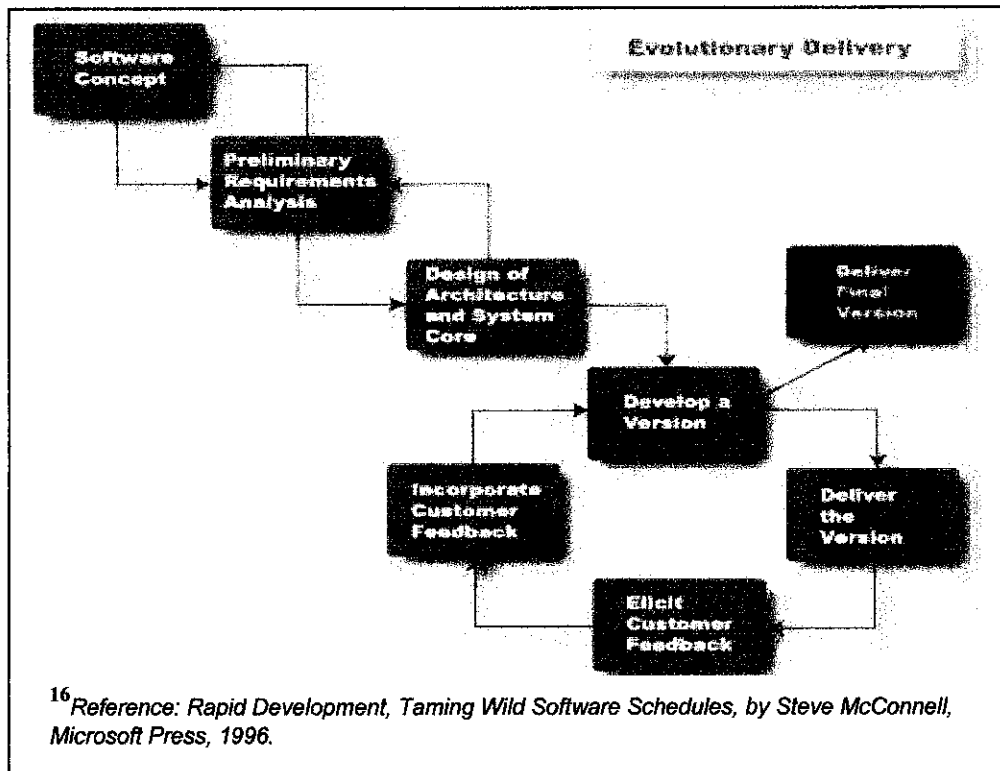 Evolutionary Delivery
Software
Concept
Preliminary
Requirements
Analysis
Design of
Architecture
and System
Core
Deliver
Final
Version
Develop a
Version
Incorporate
Customer
Feedback
Deliver
the
Version
Elicit
Customer
Feedback
16 Reference: Rapid Development, Taming Wild Software Schedules, by Steve McConnell,
Microsoft Press, 1996.